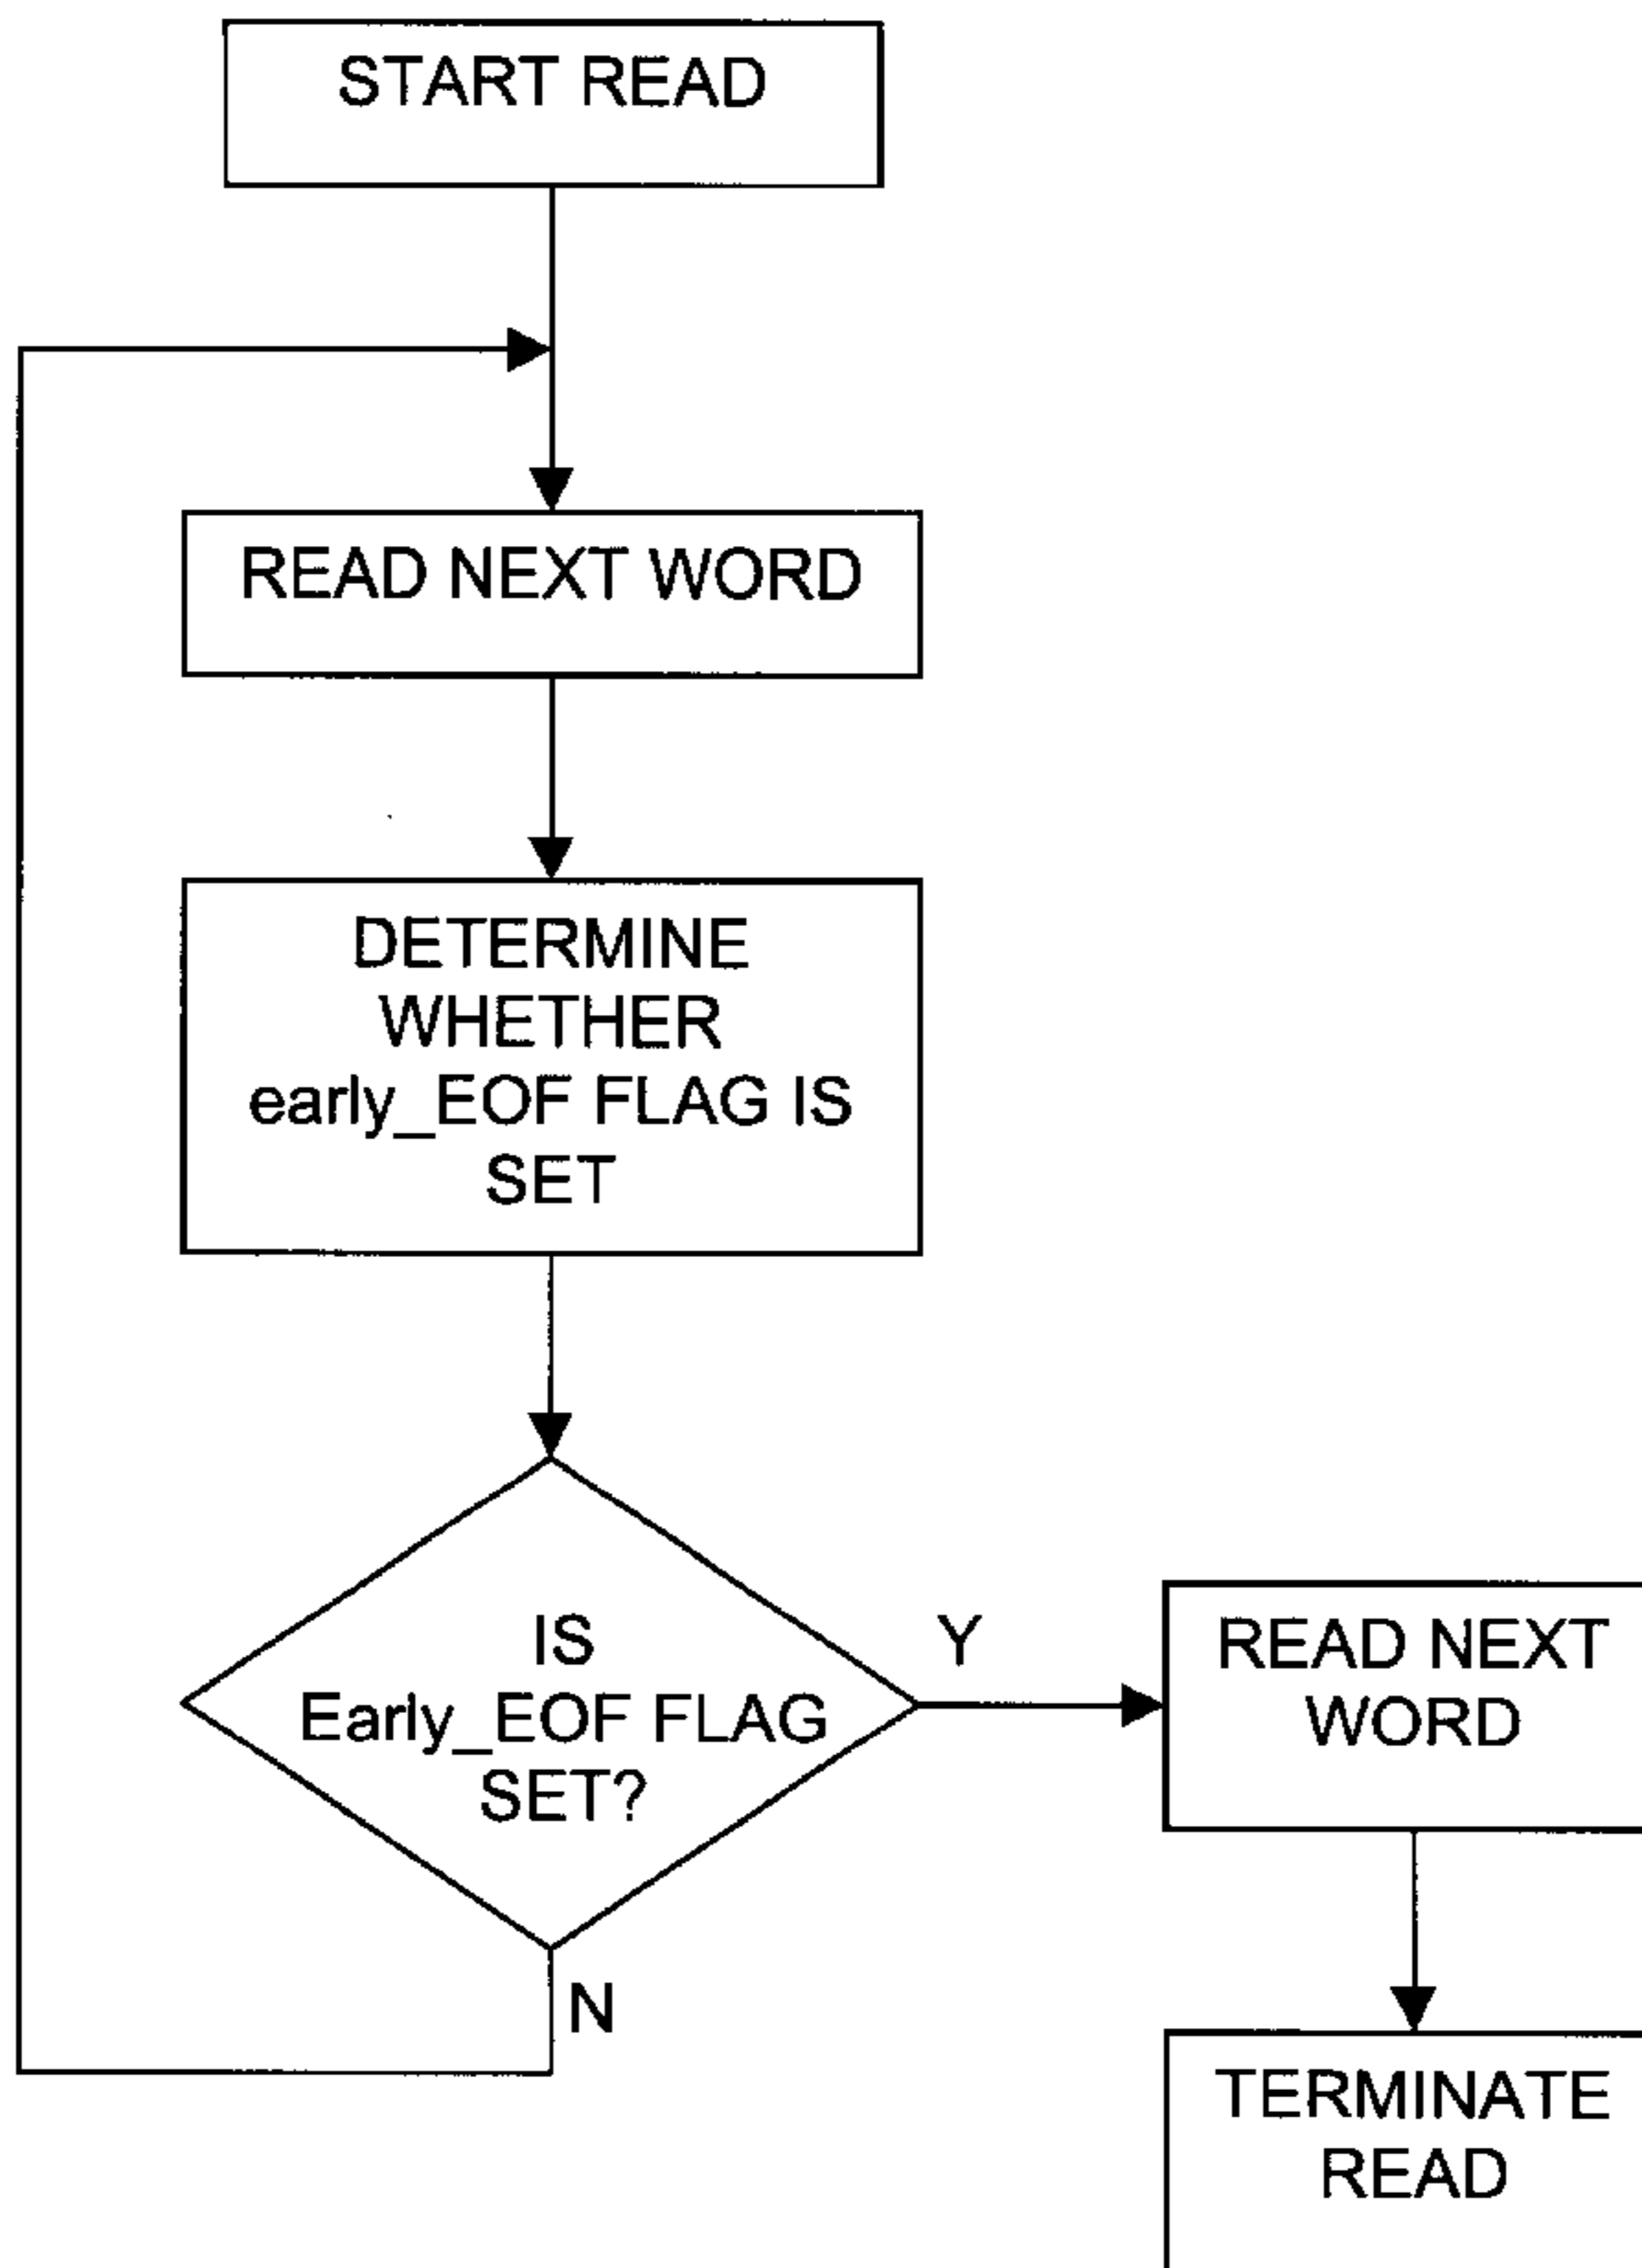 START READ
READ NEXT WORD
DETERMINE
WHETHER
early_EOF FLAG IS
SET
IS
Early_EOF FLAG
SET?
Y
READ NEXT
WORD
N
TERMINATE
READ